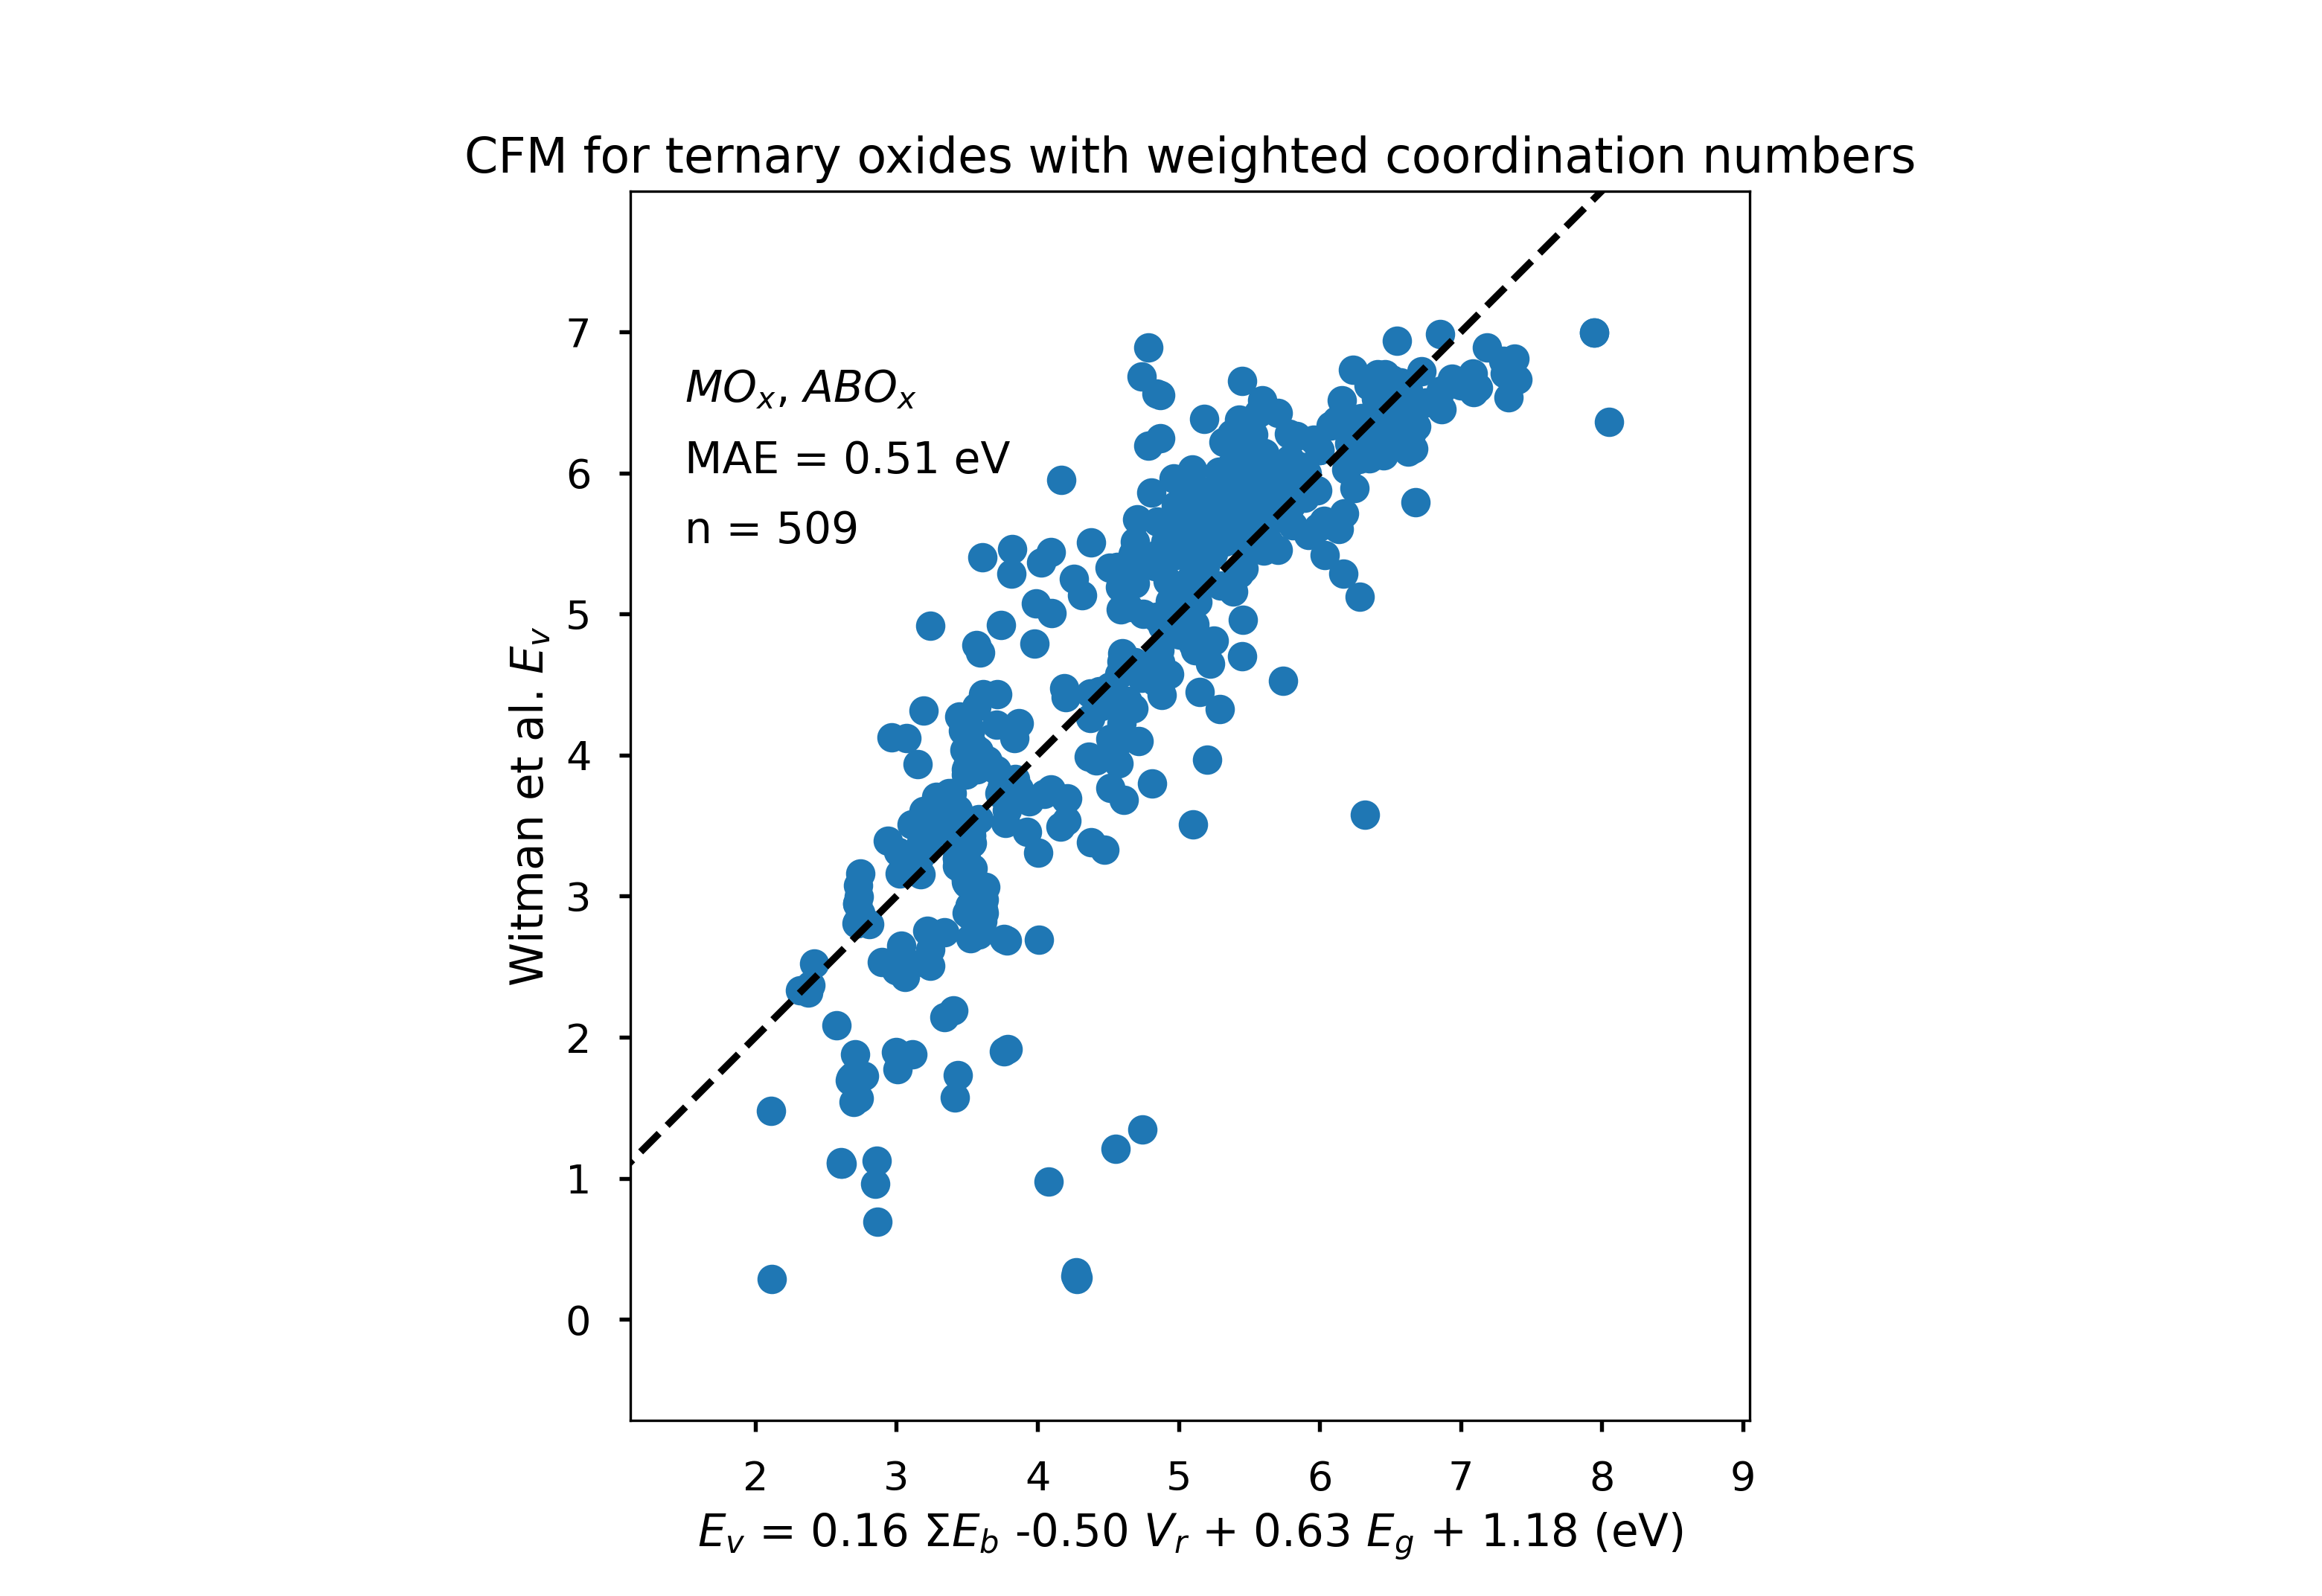 CFM for ternary oxides with weighted coordination numbers
MOx, ABOx
MAE = 0.51 eV
n = 509
Witman et al. Ev
7
6
5
4
3
2
1
0
2 3 4 5 6 7 8 9
Ev = 0.16 ΣEb -0.50 Vr + 0.63 Eg + 1.18 (eV)